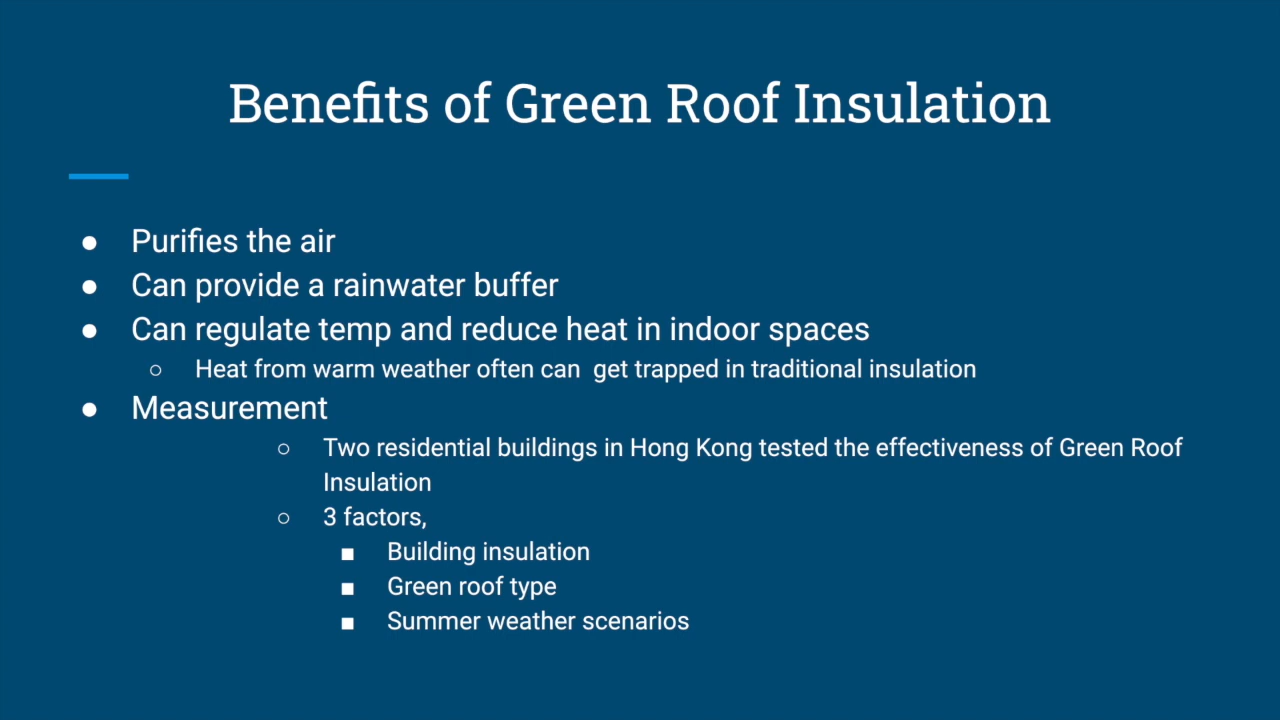 Benefits of Green Roof Insulation
● Purifies the air
● Can provide a rainwater buffer
● Can regulate temp and reduce heat in indoor spaces
○ Heat from warm weather often can  get trapped in traditional insulation
● Measurement
○ Two residential buildings in Hong Kong tested the effectiveness of Green Roof
Insulation
○ 3 factors,
■ Building insulation
■ Green roof type
■ Summer weather scenarios